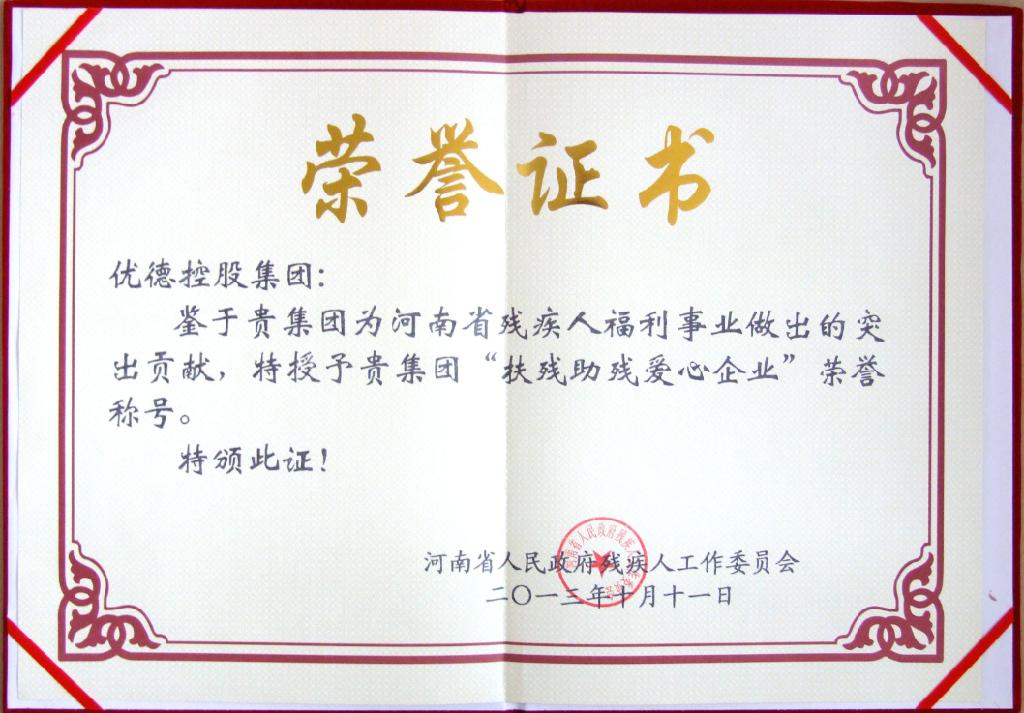 荣誉证书
优德控股集团：
鉴于贵集团为河南省残疾人福利事业做出的突
出贡献，特授予贵集团“扶残助残爱心企业”荣誉
称号。
特颁此证！
河南省人民政府残疾人工作委员会
二〇一三年十月十一日